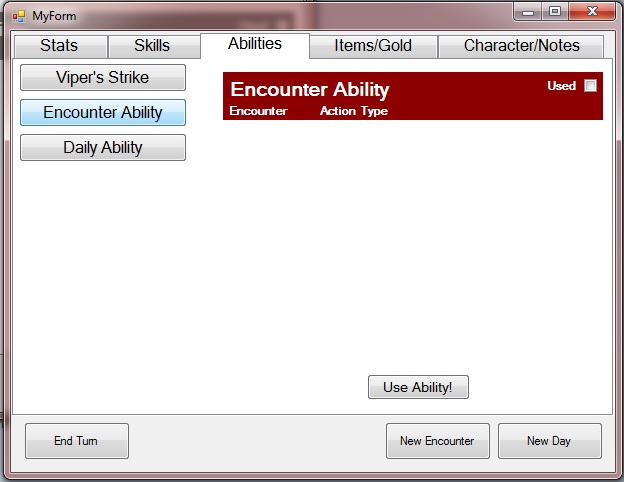 MyForm
Stats Skills Abilities Items/Gold Character/Notes
Viper's Strike
Encounter Ability
Daily Ability
Encounter Ability Used
Encounter Action Type
Use Ability!
End Turn New Encounter New Day